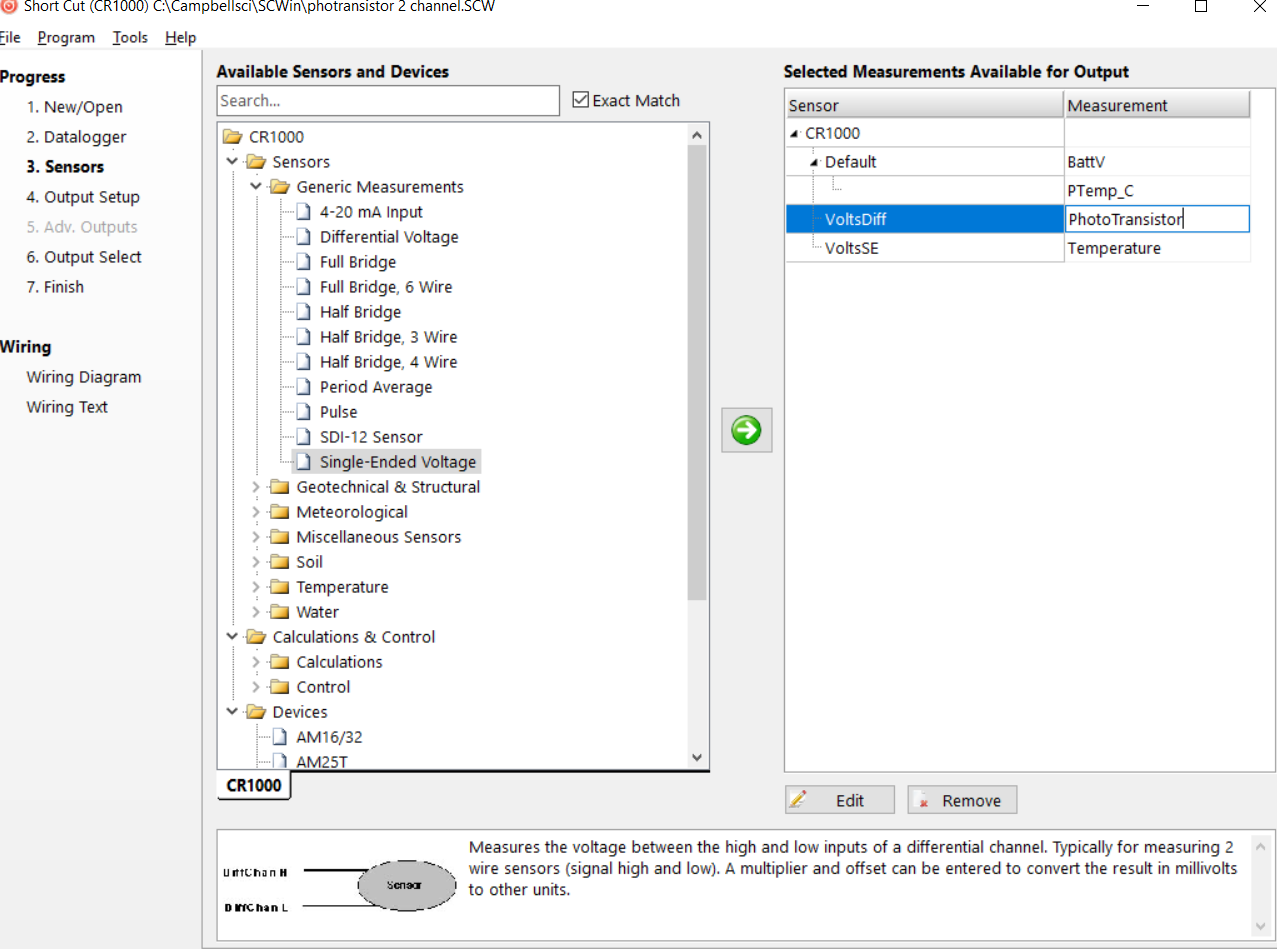 Short Cut (CR1000) C:\Campbellsci\SCWin\photransistor 2 channel.SCW
File Program Tools Help
Progress
1. New/Open
2. Datalogger
3. Sensors
4. Output Setup
5. Adv. Outputs
6. Output Select
7. Finish
Wiring
Wiring Diagram
Wiring Text
Available Sensors and Devices
Search...
Exact Match
CR1000
Sensors
Generic Measurements
4-20 mA Input
Differential Voltage
Full Bridge
Full Bridge, 6 Wire
Half Bridge
Half Bridge, 3 Wire
Half Bridge, 4 Wire
Period Average
Pulse
SDI-12 Sensor
Single-Ended Voltage
Geotechnical & Structural
Meteorological
Miscellaneous Sensors
Soil
Temperature
Water
Calculations & Control
Calculations
Control
Devices
AM16/32
AM25T
CR1000
Selected Measurements Available for Output
Sensor Measurement
CR1000
Default BattV
PTemp_C
VoltsDiff PhotoTransistor
VoltsSE Temperature
Edit Remove
DiffChan H
Sensor
DiffChan L
Measures the voltage between the high and low inputs of a differential channel. Typically for measuring 2
wire sensors (signal high and low). A multiplier and offset can be entered to convert the result in millivolts
to other units.